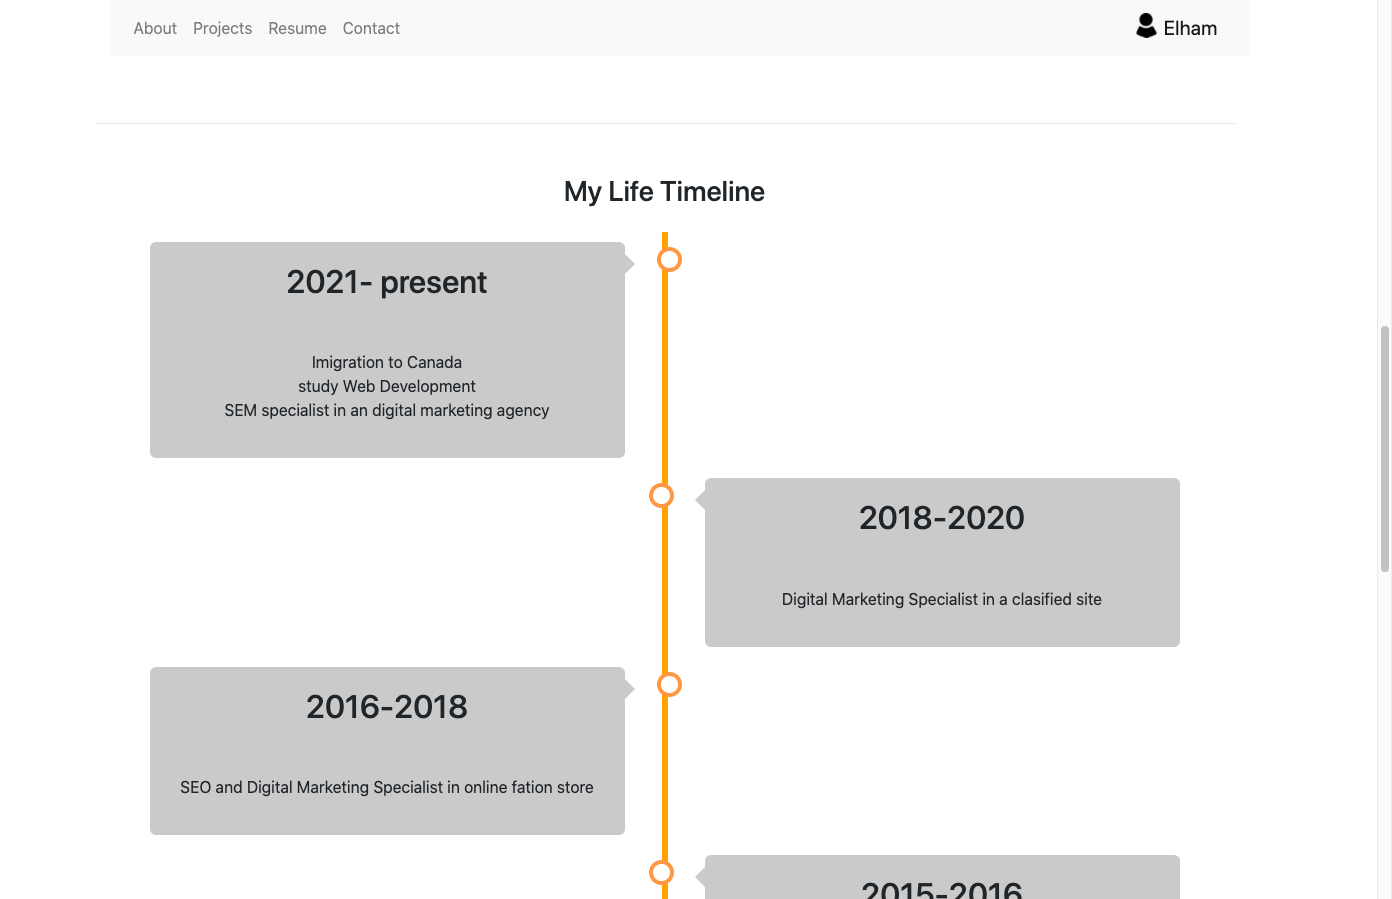 About Projects Resume Contact Elham
My Life Timeline
2021- present
Imigration to Canada
study Web Development
SEM specialist in an digital marketing agency
2018-2020
Digital Marketing Specialist in a clasified site
2016-2018
SEO and Digital Marketing Specialist in online fation store
2015-2016